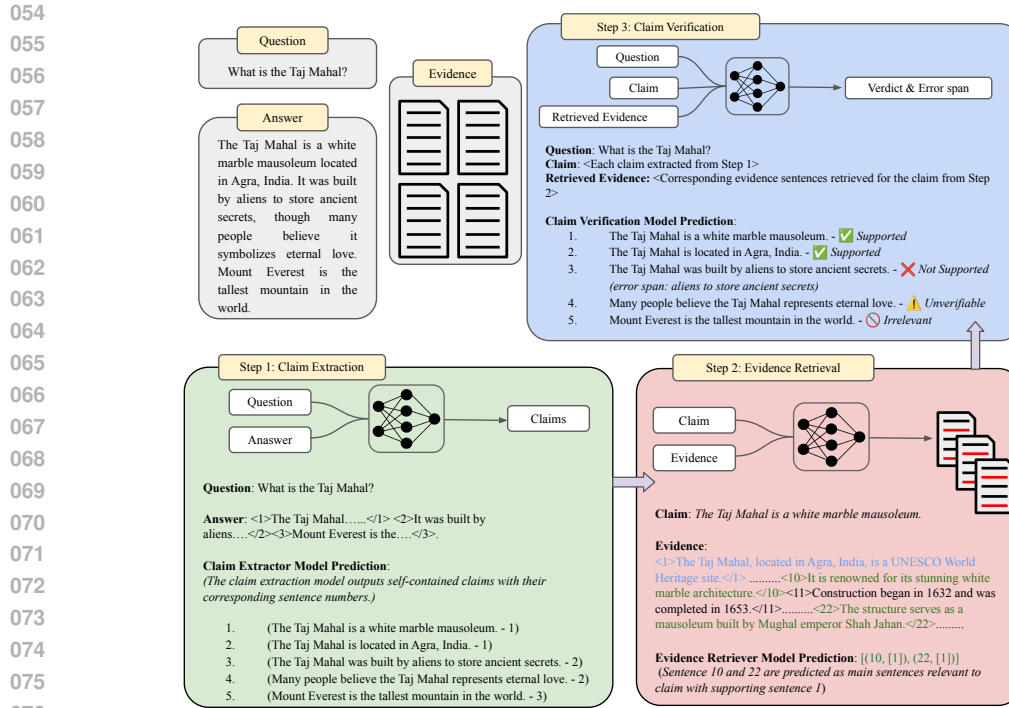 054
055
056
057
058
059
060
061
062
063
064
065
066
067
068
069
070
071
072
073
074
075
Question
What is the Taj Mahal?
Answer
The Taj Mahal is a white
marble mausoleum located
in Agra, India. It was built
by aliens to store ancient
secrets, though many
people believe it
symbolizes eternal love.
Mount Everest is the
tallest mountain in the
world.
Evidence
Step 3: Claim Verification
Question
Claim
Retrieved Evidence
Verdict & Error span
Question: What is the Taj Mahal?
Claim: <Each claim extracted from Step 1>
Retrieved Evidence: <Corresponding evidence sentences retrieved for the claim from Step
2>
Claim Verification Model Prediction:
1. The Taj Mahal is a white marble mausoleum. - ✅ Supported
2. The Taj Mahal is located in Agra, India. - ✅ Supported
3. The Taj Mahal was built by aliens to store ancient secrets. - ❌ Not Supported
(error span: aliens to store ancient secrets)
4. Many people believe the Taj Mahal represents eternal love. - ⚠️ Unverifiable
5. Mount Everest is the tallest mountain in the world. - 🚫 Irrelevant
Step 1: Claim Extraction
Question
Ananswer
Claims
Question: What is the Taj Mahal?
Answer: <1>The Taj Mahal…...</1> <2>It was built by
aliens….</2><3>Mount Everest is the….</3>.
Claim Extractor Model Prediction:
(The claim extraction model outputs self-contained claims with their
corresponding sentence numbers.)
1. (The Taj Mahal is a white marble mausoleum. - 1)
2. (The Taj Mahal is located in Agra, India. - 1)
3. (The Taj Mahal was built by aliens to store ancient secrets. - 2)
4. (Many people believe the Taj Mahal represents eternal love. - 2)
5. (Mount Everest is the tallest mountain in the world. - 3)
Step 2: Evidence Retrieval
Claim
Evidence
Claim: The Taj Mahal is a white marble mausoleum.
Evidence:
<1>The Taj Mahal, located in Agra, India, is a UNESCO World
Heritage site.</1> ..........<10>It is renowned for its stunning white
marble architecture.</10><11>Construction began in 1632 and was
completed in 1653.</11>..........<22>The structure serves as a
mausoleum built by Mughal emperor Shah Jahan.</22>.........
Evidence Retriever Model Prediction: [(10, [1]), (22, [1])]
(Sentence 10 and 22 are predicted as main sentences relevant to
claim with supporting sentence 1)